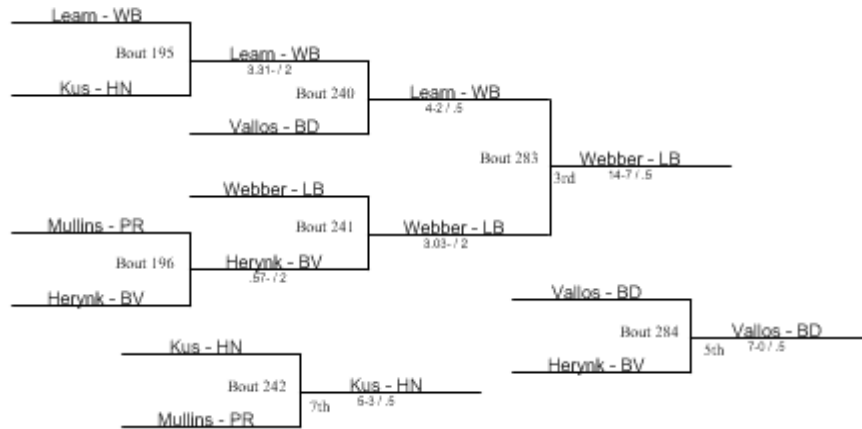 Learn - WB
Bout 195
Learn - WB
3.31- / 2
Kus - HN
Bout 240
Learn - WB
4-2 / .5
Vallos - BD
Bout 283
Webber - LB
3rd
14-7 / .5
Webber - LB
Mullins - PR
Bout 241
Webber - LB
3.03- / 2
Bout 196
Herynk - BV
.57- / 2
Herynk - BV
Vallos - BD
Bout 284
Vallos - BD
5th
7-0 / .5
Herynk - BV
Kus - HN
Bout 242
Kus - HN
7th
6-3 / .5
Mullins - PR